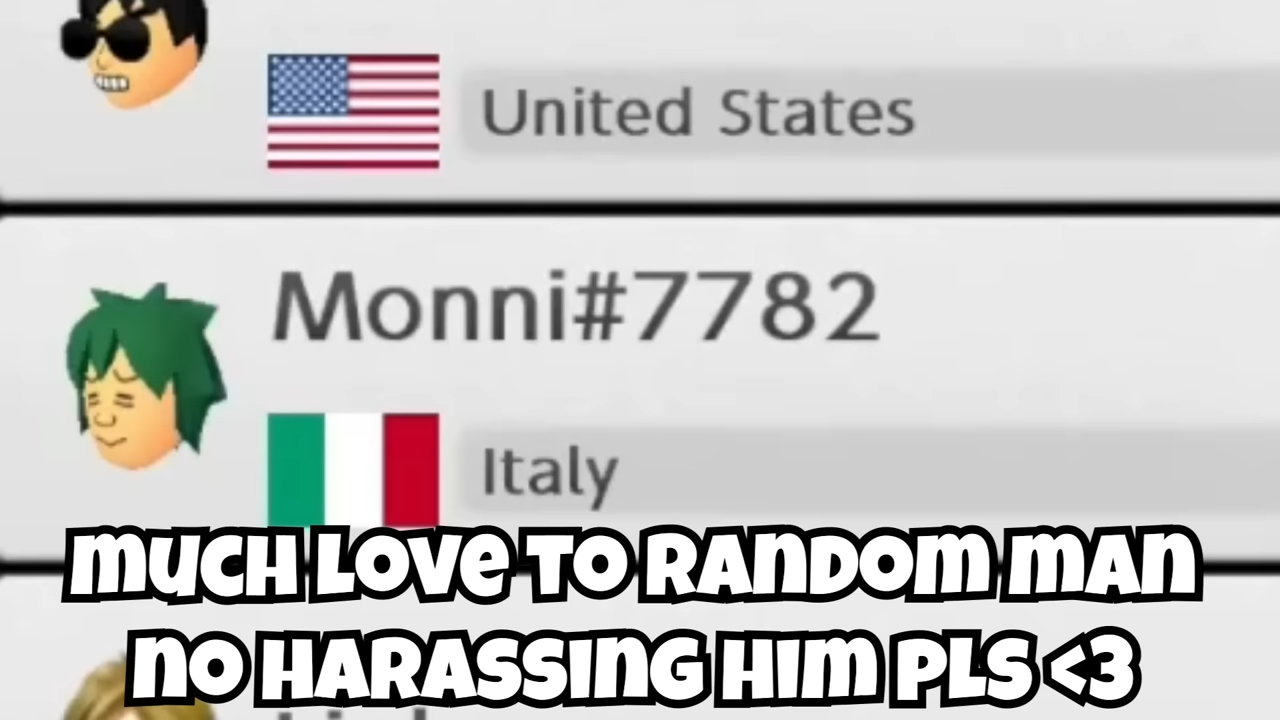 United States
Monni#7782
Italy
much Love to Random man
no Harassing Him pls <3